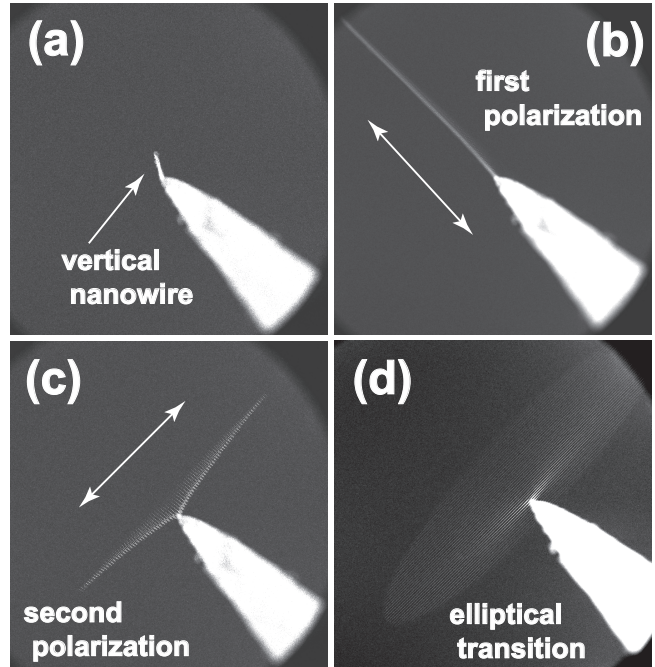 (a)
vertical
nanowire
(b)
first
polarization
(c)
second
polarization
(d)
elliptical
transition